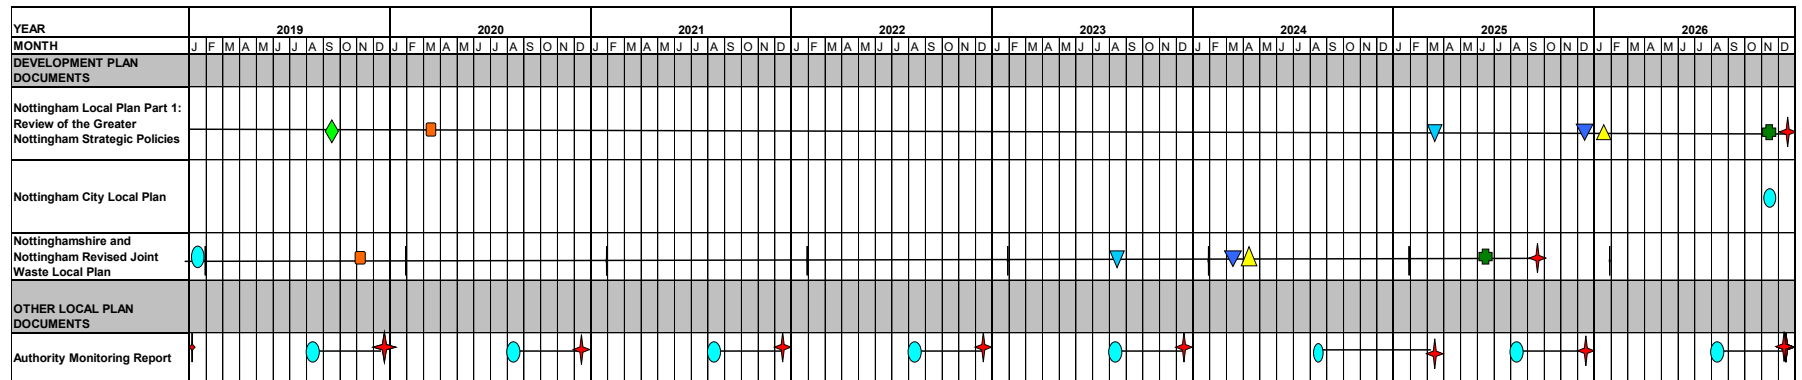 YEAR 2019 2020 2021 2022 2023 2024 2025 2026
MONTH J F M A M J J A S O N D J F M A M J J A S O N D J F M A M J J A S O N D J F M A M J J A S O N D J F M A M J J A S O N D J F M A M J J A S O N D J F M A M J J A S O N D J F M A M J J A S O N D
DEVELOPMENT PLAN
DOCUMENTS
Nottingham Local Plan Part 1:
Review of the Greater
Nottingham Strategic Policies
Nottingham City Local Plan
Nottinghamshire and
Nottingham Revised Joint
Waste Local Plan
OTHER LOCAL PLAN
DOCUMENTS
Authority Monitoring Report